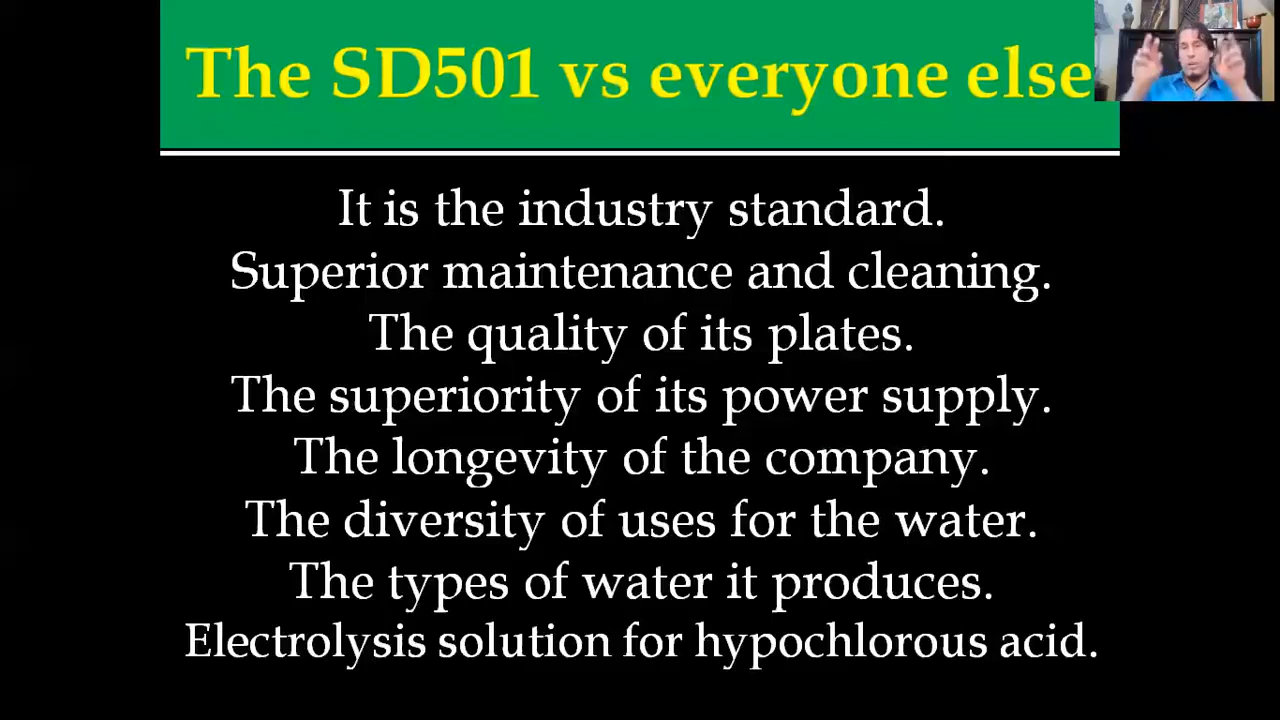 The SD501 vs everyone else
It is the industry standard.
Superior maintenance and cleaning.
The quality of its plates.
The superiority of its power supply.
The longevity of the company.
The diversity of uses for the water.
The types of water it produces.
Electrolysis solution for hypochlorous acid.